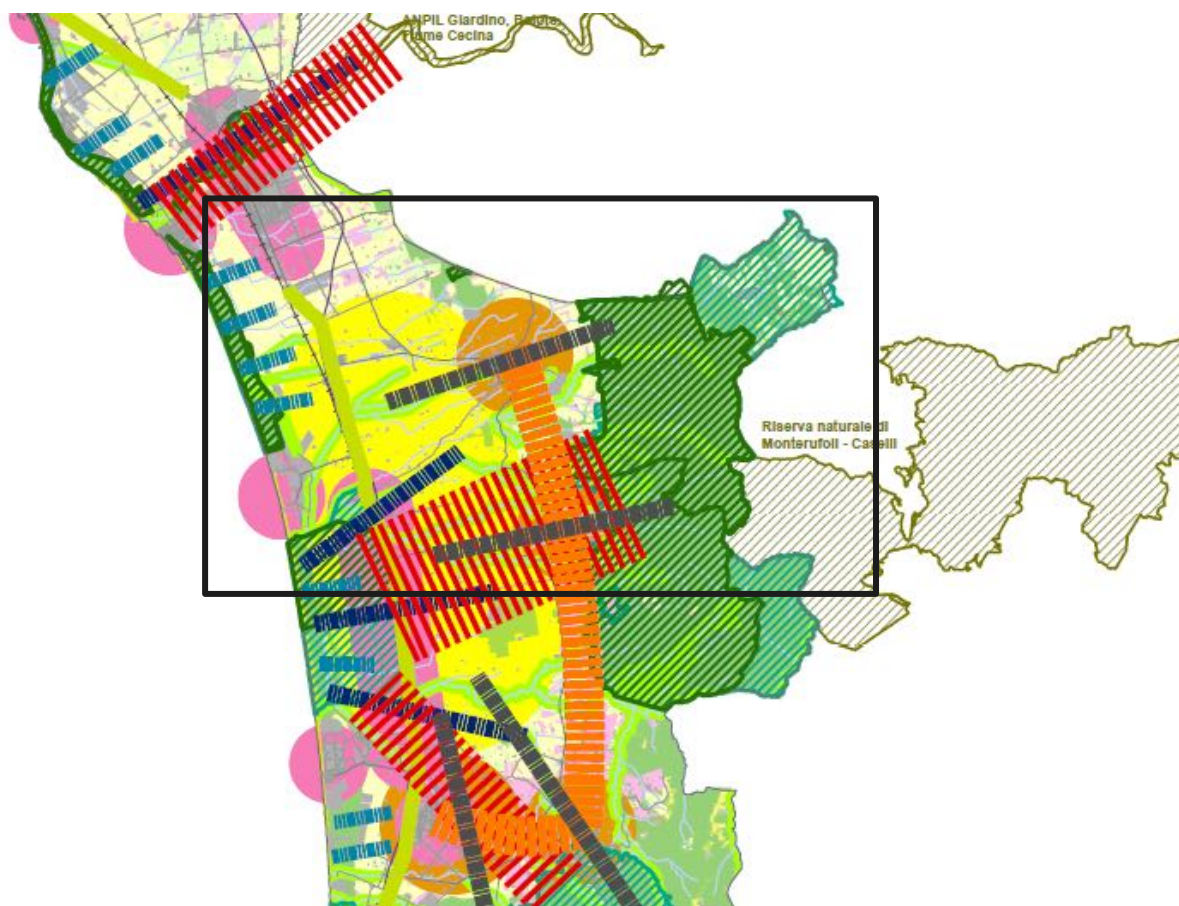 ANPIL Giardino, Belora,
Fiume Cecina
Riserva naturale di
Monterufoli - Caselli